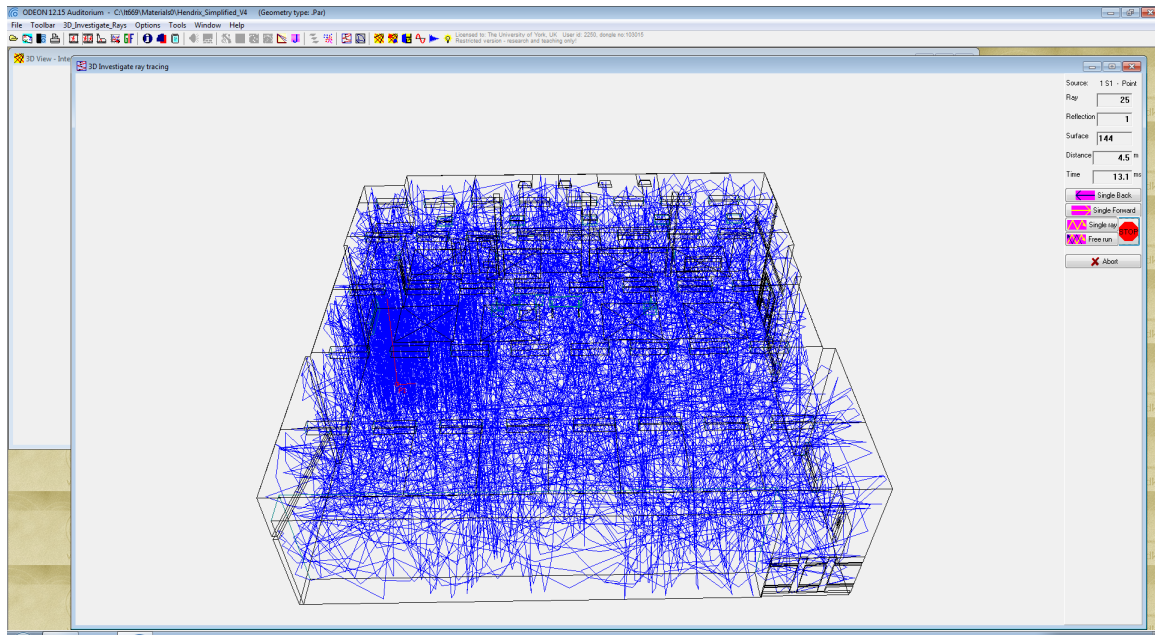 ODEON 12.15 Auditorium - C:\lt669\Materials0\Hendrix_Simplified_V4 (Geometry type: .Par)
File Toolbar 3D_Investigate_Rays Options Tools Window Help
Licensed to: The University of York, UK User id: 2250, dongle no:103015
Restricted version - research and teaching only!
3D View - Inte
3D Investigate ray tracing
Source: 1 S1 - Point
Ray 25
Reflection 1
Surface 144
Distance 4.5 m
Time 13.1 ms
Single Back
Single Forward
Single ray
STOP
Free run
Abort